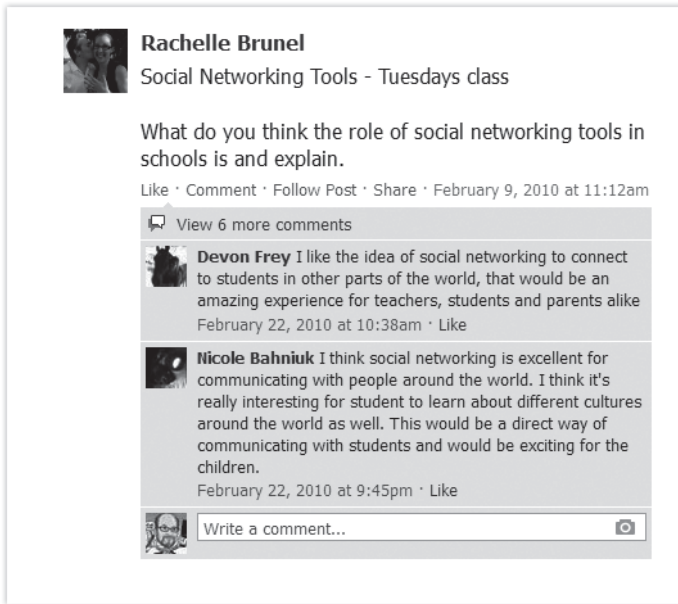 Rachelle Brunel
Social Networking Tools - Tuesdays class
What do you think the role of social networking tools in
schools is and explain.
Like · Comment · Follow Post · Share · February 9, 2010 at 11:12am
View 6 more comments
Devon Frey I like the idea of social networking to connect
to students in other parts of the world, that would be an
amazing experience for teachers, students and parents alike
February 22, 2010 at 10:38am · Like
Nicole Bahniuk I think social networking is excellent for
communicating with people around the world. I think it's
really interesting for student to learn about different cultures
around the world as well. This would be a direct way of
communicating with students and would be exciting for the
children.
February 22, 2010 at 9:45pm · Like
Write a comment...